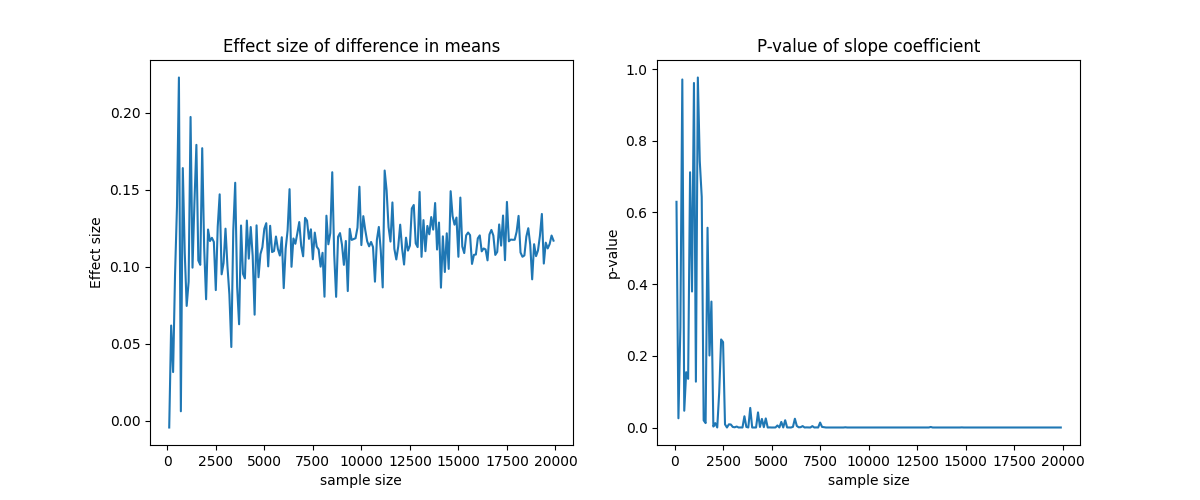 Effect size of difference in means
Effect size
0.20
0.15
0.10
0.05
0.00
0 2500 5000 7500 10000 12500 15000 17500 20000
sample size
P-value of slope coefficient
p-value
1.0
0.8
0.6
0.4
0.2
0.0
0 2500 5000 7500 10000 12500 15000 17500 20000
sample size